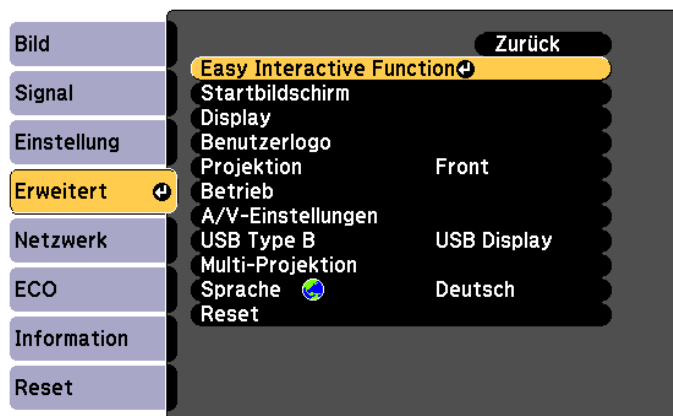 Bild
Signal
Einstellung
Erweitert
Netzwerk
ECO
Information
Reset
Zurück
Easy Interactive Function
Startbildschirm
Display
Benutzerlogo
Projektion Front
Betrieb
A/V-Einstellungen
USB Type B USB Display
Multi-Projektion
Sprache Deutsch
Reset